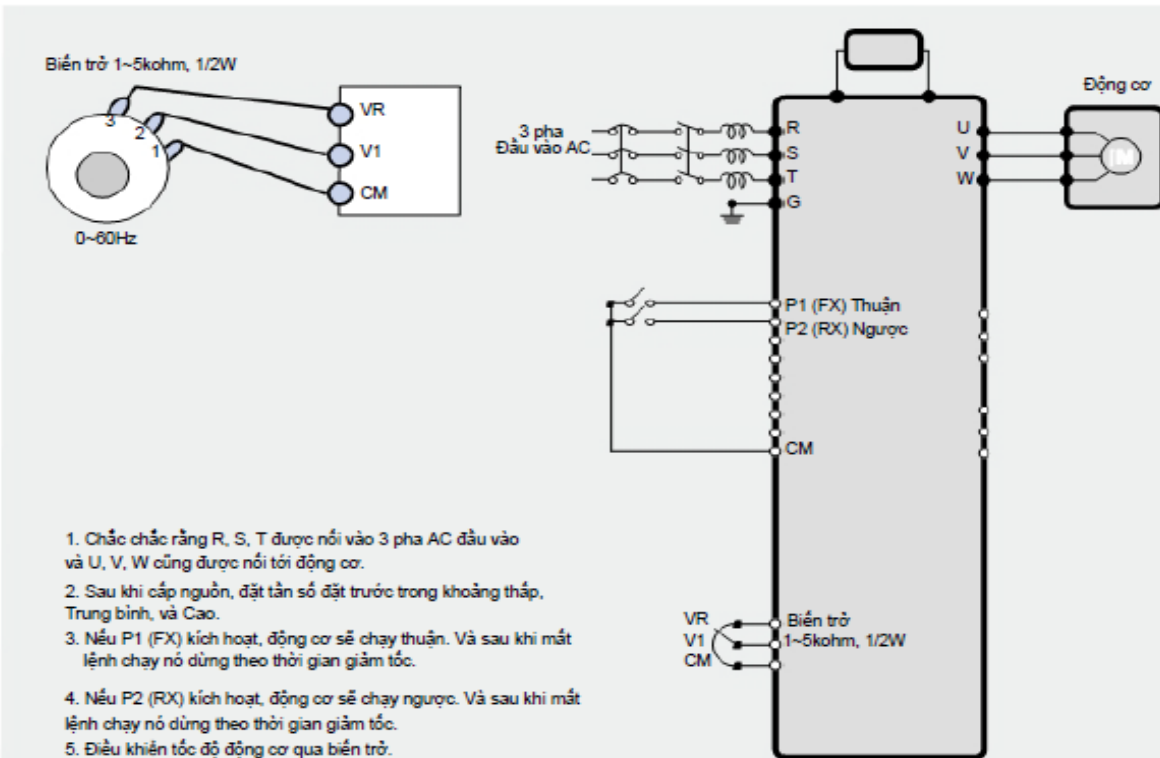 Biến trở 1~5kohm, 1/2W
3
2
1
VR
V1
CM
0~60Hz
3 pha
Đầu vào AC
R
S
T
G
U
V
W
Động cơ
IM
P1 (FX) Thuận
P2 (RX) Ngược
CM
VR
V1
CM
Biến trở
1~5kohm, 1/2W
1. Chắc chắc rằng R, S, T được nối vào 3 pha AC đầu vào
và U, V, W cũng được nối tới động cơ.
2. Sau khi cấp nguồn, đặt tần số đặt trước trong khoảng thấp,
Trung bình, và Cao.
3. Nếu P1 (FX) kích hoạt, động cơ sẽ chạy thuận. Và sau khi mất
lệnh chạy nó dừng theo thời gian giảm tốc.
4. Nếu P2 (RX) kích hoạt, động cơ sẽ chạy ngược. Và sau khi mất
lệnh chạy nó dừng theo thời gian giảm tốc.
5. Điều khiển tốc độ động cơ qua biến trở.